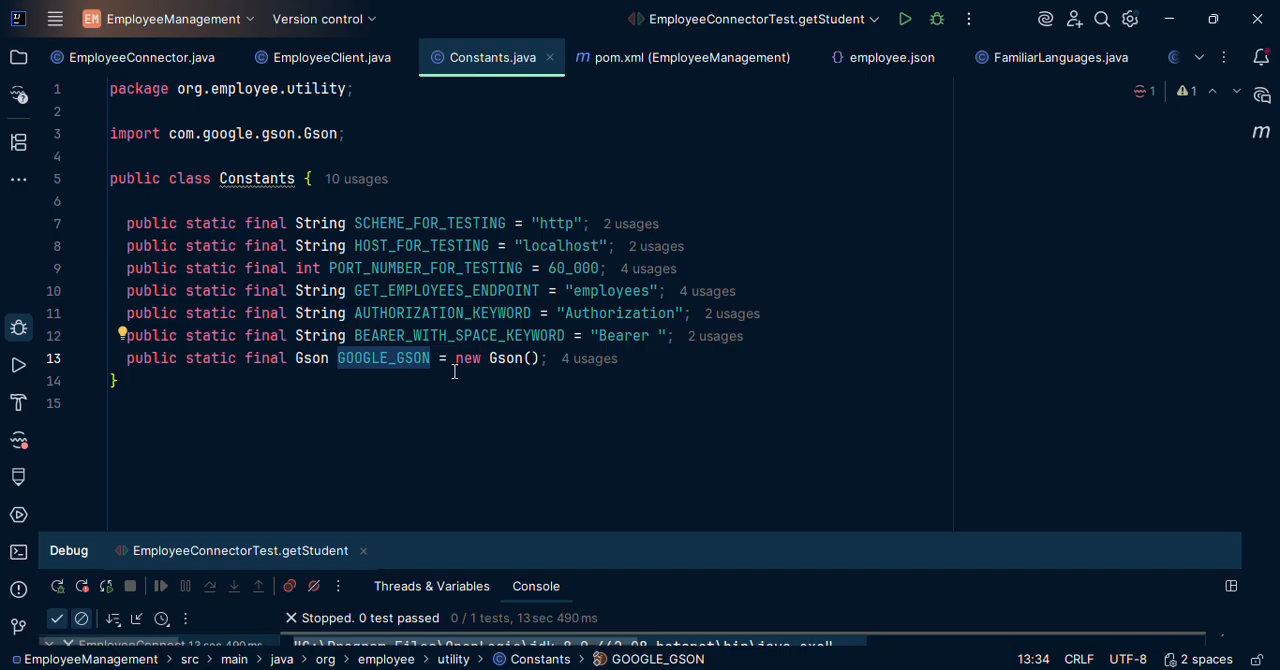 EM EmployeeManagement Version control EmployeeConnectorTest.getStudent
EmployeeConnector.java EmployeeClient.java Constants.java pom.xml (EmployeeManagement) employee.json FamiliarLanguages.java
1 package org.employee.utility; 1 1
2
3 import com.google.gson.Gson;
4
5 public class Constants { 10 usages
6
7 public static final String SCHEME_FOR_TESTING = "http"; 2 usages
8 public static final String HOST_FOR_TESTING = "localhost"; 2 usages
9 public static final int PORT_NUMBER_FOR_TESTING = 60_000; 4 usages
10 public static final String GET_EMPLOYEES_ENDPOINT = "employees"; 4 usages
11 public static final String AUTHORIZATION_KEYWORD = "Authorization"; 2 usages
12 public static final String BEARER_WITH_SPACE_KEYWORD = "Bearer "; 2 usages
13 public static final Gson GOOGLE_GSON = new Gson(); 4 usages
14 }
15
Debug EmployeeConnectorTest.getStudent
Threads & Variables Console
Stopped. 0 test passed 0 / 1 tests, 13 sec 490 ms
EmployeeManagement > src > main > java > org > employee > utility > Constants > GOOGLE_GSON 13:34 CRLF UTF-8 2 spaces